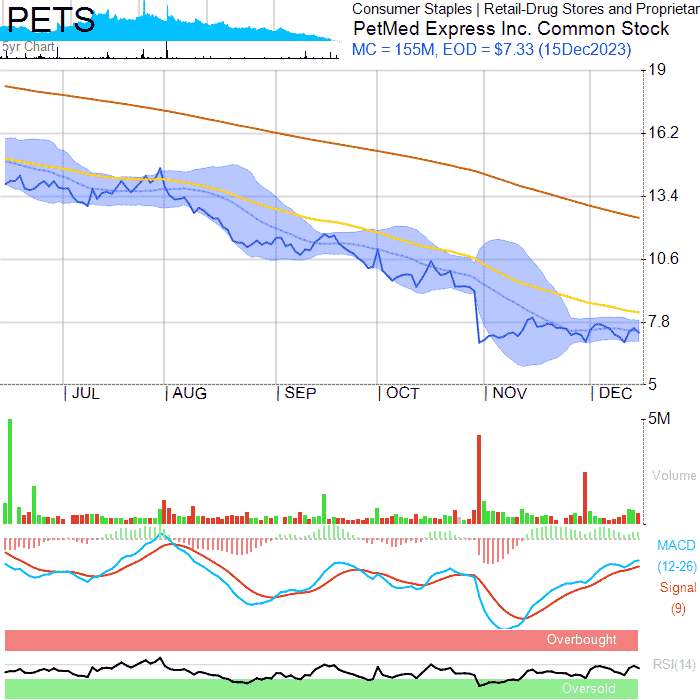 PETS
5yr Chart
Consumer Staples | Retail-Drug Stores and Proprietar
PetMed Express Inc. Common Stock
MC = 155M, EOD = $7.33 (15Dec2023)
19
16.2
13.4
10.6
7.8
5
JUL AUG SEP OCT NOV DEC
5M
Volume
MACD
(12-26)
Signal
(9)
Overbought
RSI(14)
Oversold